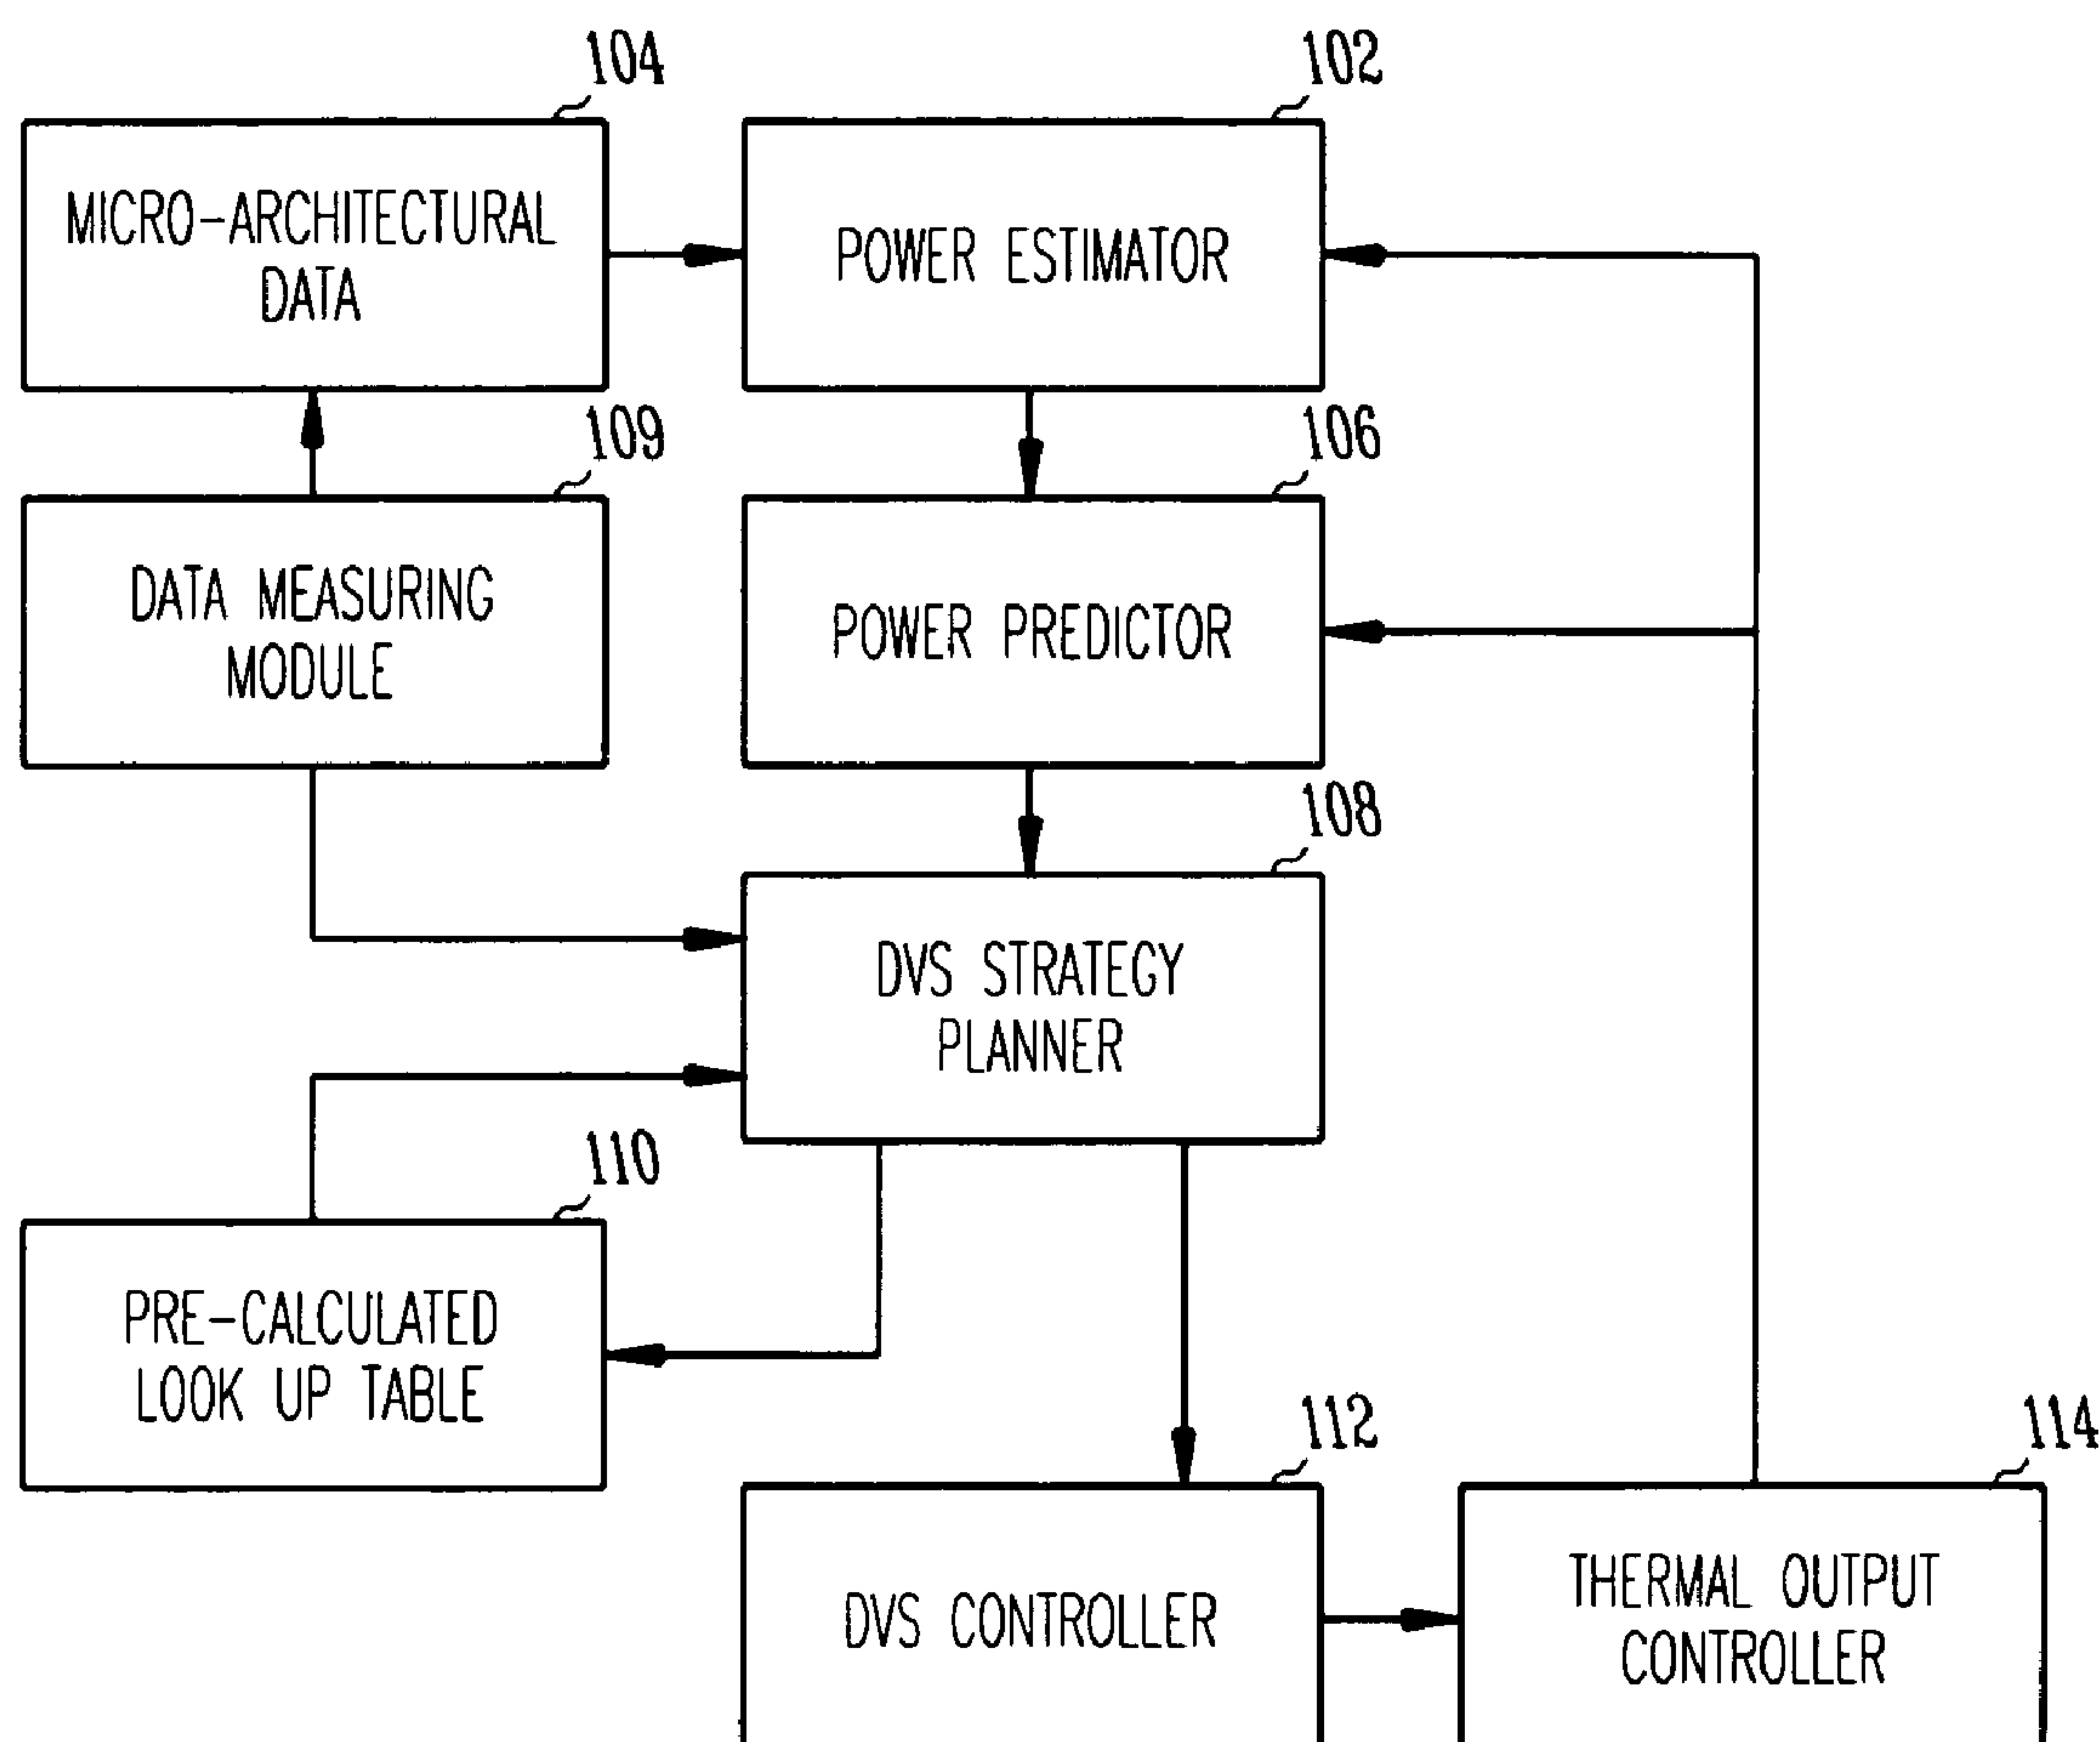 104
102
MICRO-ARCHITECTURAL
DATA
POWER ESTIMATOR
109
106
DATA MEASURING
MODULE
POWER PREDICTOR
108
DVS STRATEGY
PLANNER
110
PRE-CALCULATED
LOOK UP TABLE
112
114
DVS CONTROLLER
THERMAL OUTPUT
CONTROLLER